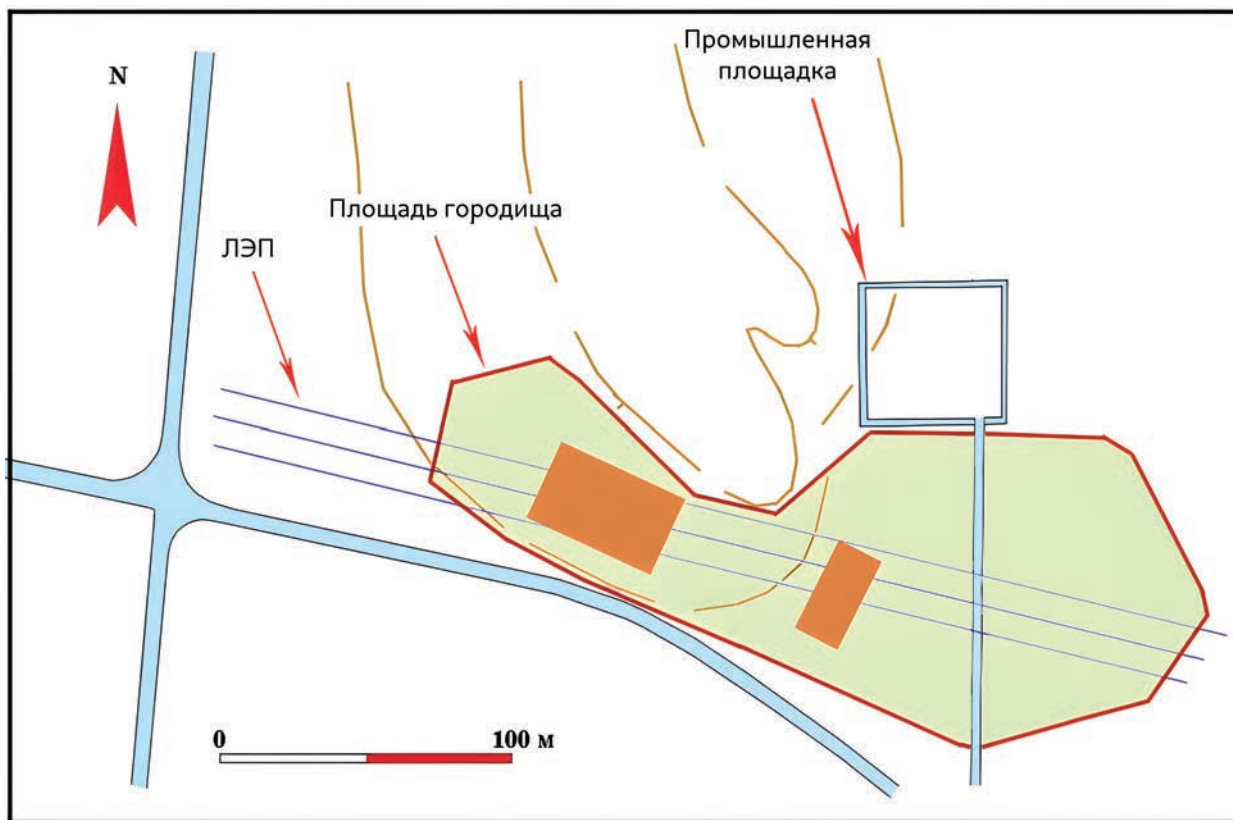 Промышленная
площадка
N
Площадь городища
ЛЭП
0 100 м